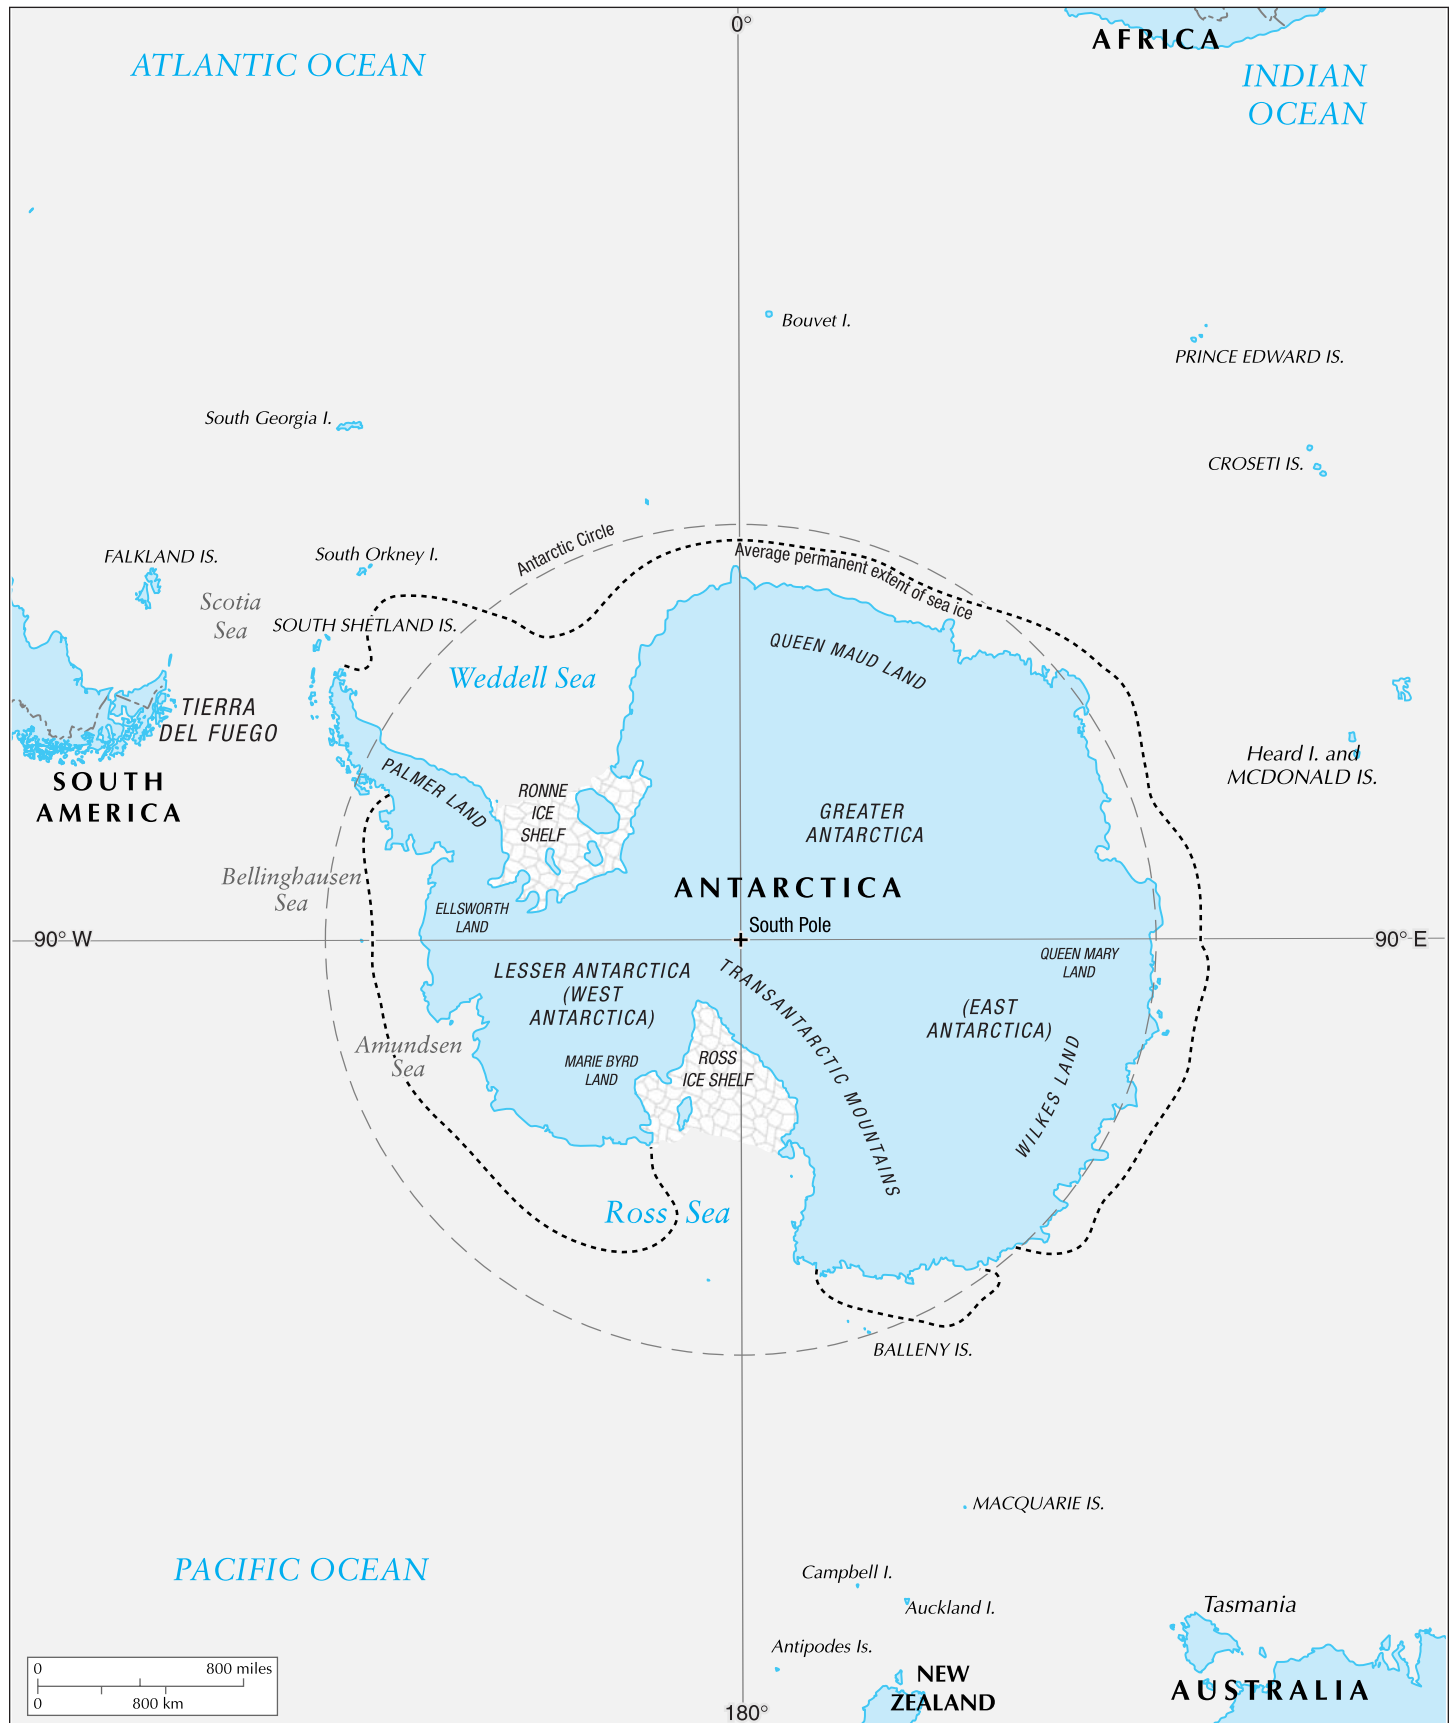 0°
AFRICA
ATLANTIC OCEAN
INDIAN
OCEAN
Bouvet I.
PRINCE EDWARD IS.
South Georgia I.
CROSETI IS.
Antarctic Circle
Average permanent extent of sea ice
FALKLAND IS.
South Orkney I.
Scotia
Sea
SOUTH SHETLAND IS.
QUEEN MAUD LAND
Weddell Sea
TIERRA
DEL FUEGO
Heard I. and
MCDONALD IS.
SOUTH
AMERICA
PALMER LAND
RONNE
ICE
SHELF
GREATER
ANTARCTICA
Bellinghausen
Sea
ANTARCTICA
ELLSWORTH
LAND
South Pole
90° W
90° E
QUEEN MARY
LAND
LESSER ANTARCTICA
(WEST
ANTARCTICA)
TRANSANTARCTIC MOUNTAINS
(EAST
ANTARCTICA)
Amundsen
Sea
MARIE BYRD
LAND
ROSS
ICE SHELF
WILKES LAND
Ross Sea
BALLENY IS.
MACQUARIE IS.
PACIFIC OCEAN
Campbell I.
Auckland I.
Tasmania
Antipodes Is.
NEW
ZEALAND
AUSTRALIA
0 800 miles
0 800 km
180°